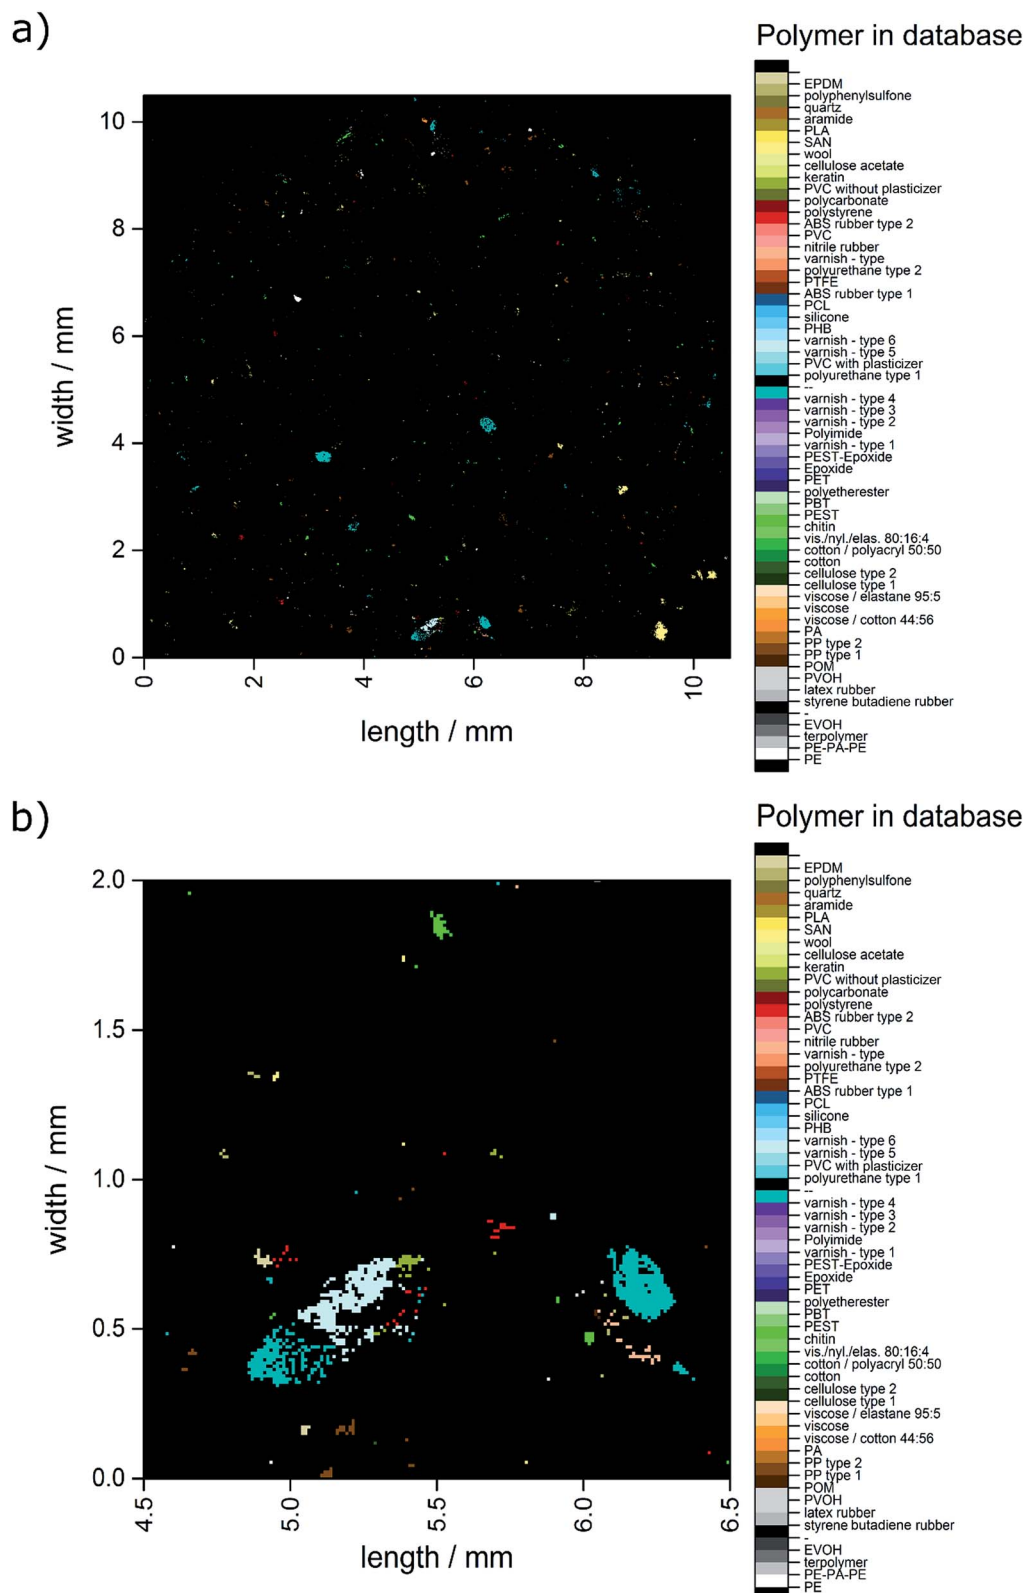 a)
Polymer in database
EPDM
polyphenylsulfone
quartz
aramide
PLA
SAN
wool
cellulose acetate
keratin
PVC without plasticizer
polycarbonate
polystyrene
ABS rubber type 2
PVC
nitrile rubber
varnish - type
polyurethane type 2
PTFE
ABS rubber type 1
PCL
silicone
PHB
varnish - type 6
varnish - type 5
PVC with plasticizer
polyurethane type 1
--
varnish - type 4
varnish - type 3
varnish - type 2
Polyimide
varnish - type 1
PEST-Epoxide
Epoxide
PET
polyetherester
PBT
PEST
chitin
vis./nyl./elas. 80:16:4
cotton / polyacryl 50:50
cotton
cellulose type 2
cellulose type 1
viscose / elastane 95:5
viscose
viscose / cotton 44:56
PA
PP type 2
PP type 1
POM
PVOH
latex rubber
styrene butadiene rubber
-
EVOH
terpolymer
PE-PA-PE
PE
10
8
6
4
2
0
width / mm
0 2 4 6 8 10
length / mm
b)
Polymer in database
EPDM
polyphenylsulfone
quartz
aramide
PLA
SAN
wool
cellulose acetate
keratin
PVC without plasticizer
polycarbonate
polystyrene
ABS rubber type 2
PVC
nitrile rubber
varnish - type
polyurethane type 2
PTFE
ABS rubber type 1
PCL
silicone
PHB
varnish - type 6
varnish - type 5
PVC with plasticizer
polyurethane type 1
--
varnish - type 4
varnish - type 3
varnish - type 2
Polyimide
varnish - type 1
PEST-Epoxide
Epoxide
PET
polyetherester
PBT
PEST
chitin
vis./nyl./elas. 80:16:4
cotton / polyacryl 50:50
cotton
cellulose type 2
cellulose type 1
viscose / elastane 95:5
viscose
viscose / cotton 44:56
PA
PP type 2
PP type 1
POM
PVOH
latex rubber
styrene butadiene rubber
-
EVOH
terpolymer
PE-PA-PE
PE
2.0
1.5
1.0
0.5
0.0
width / mm
4.5 5.0 5.5 6.0 6.5
length / mm